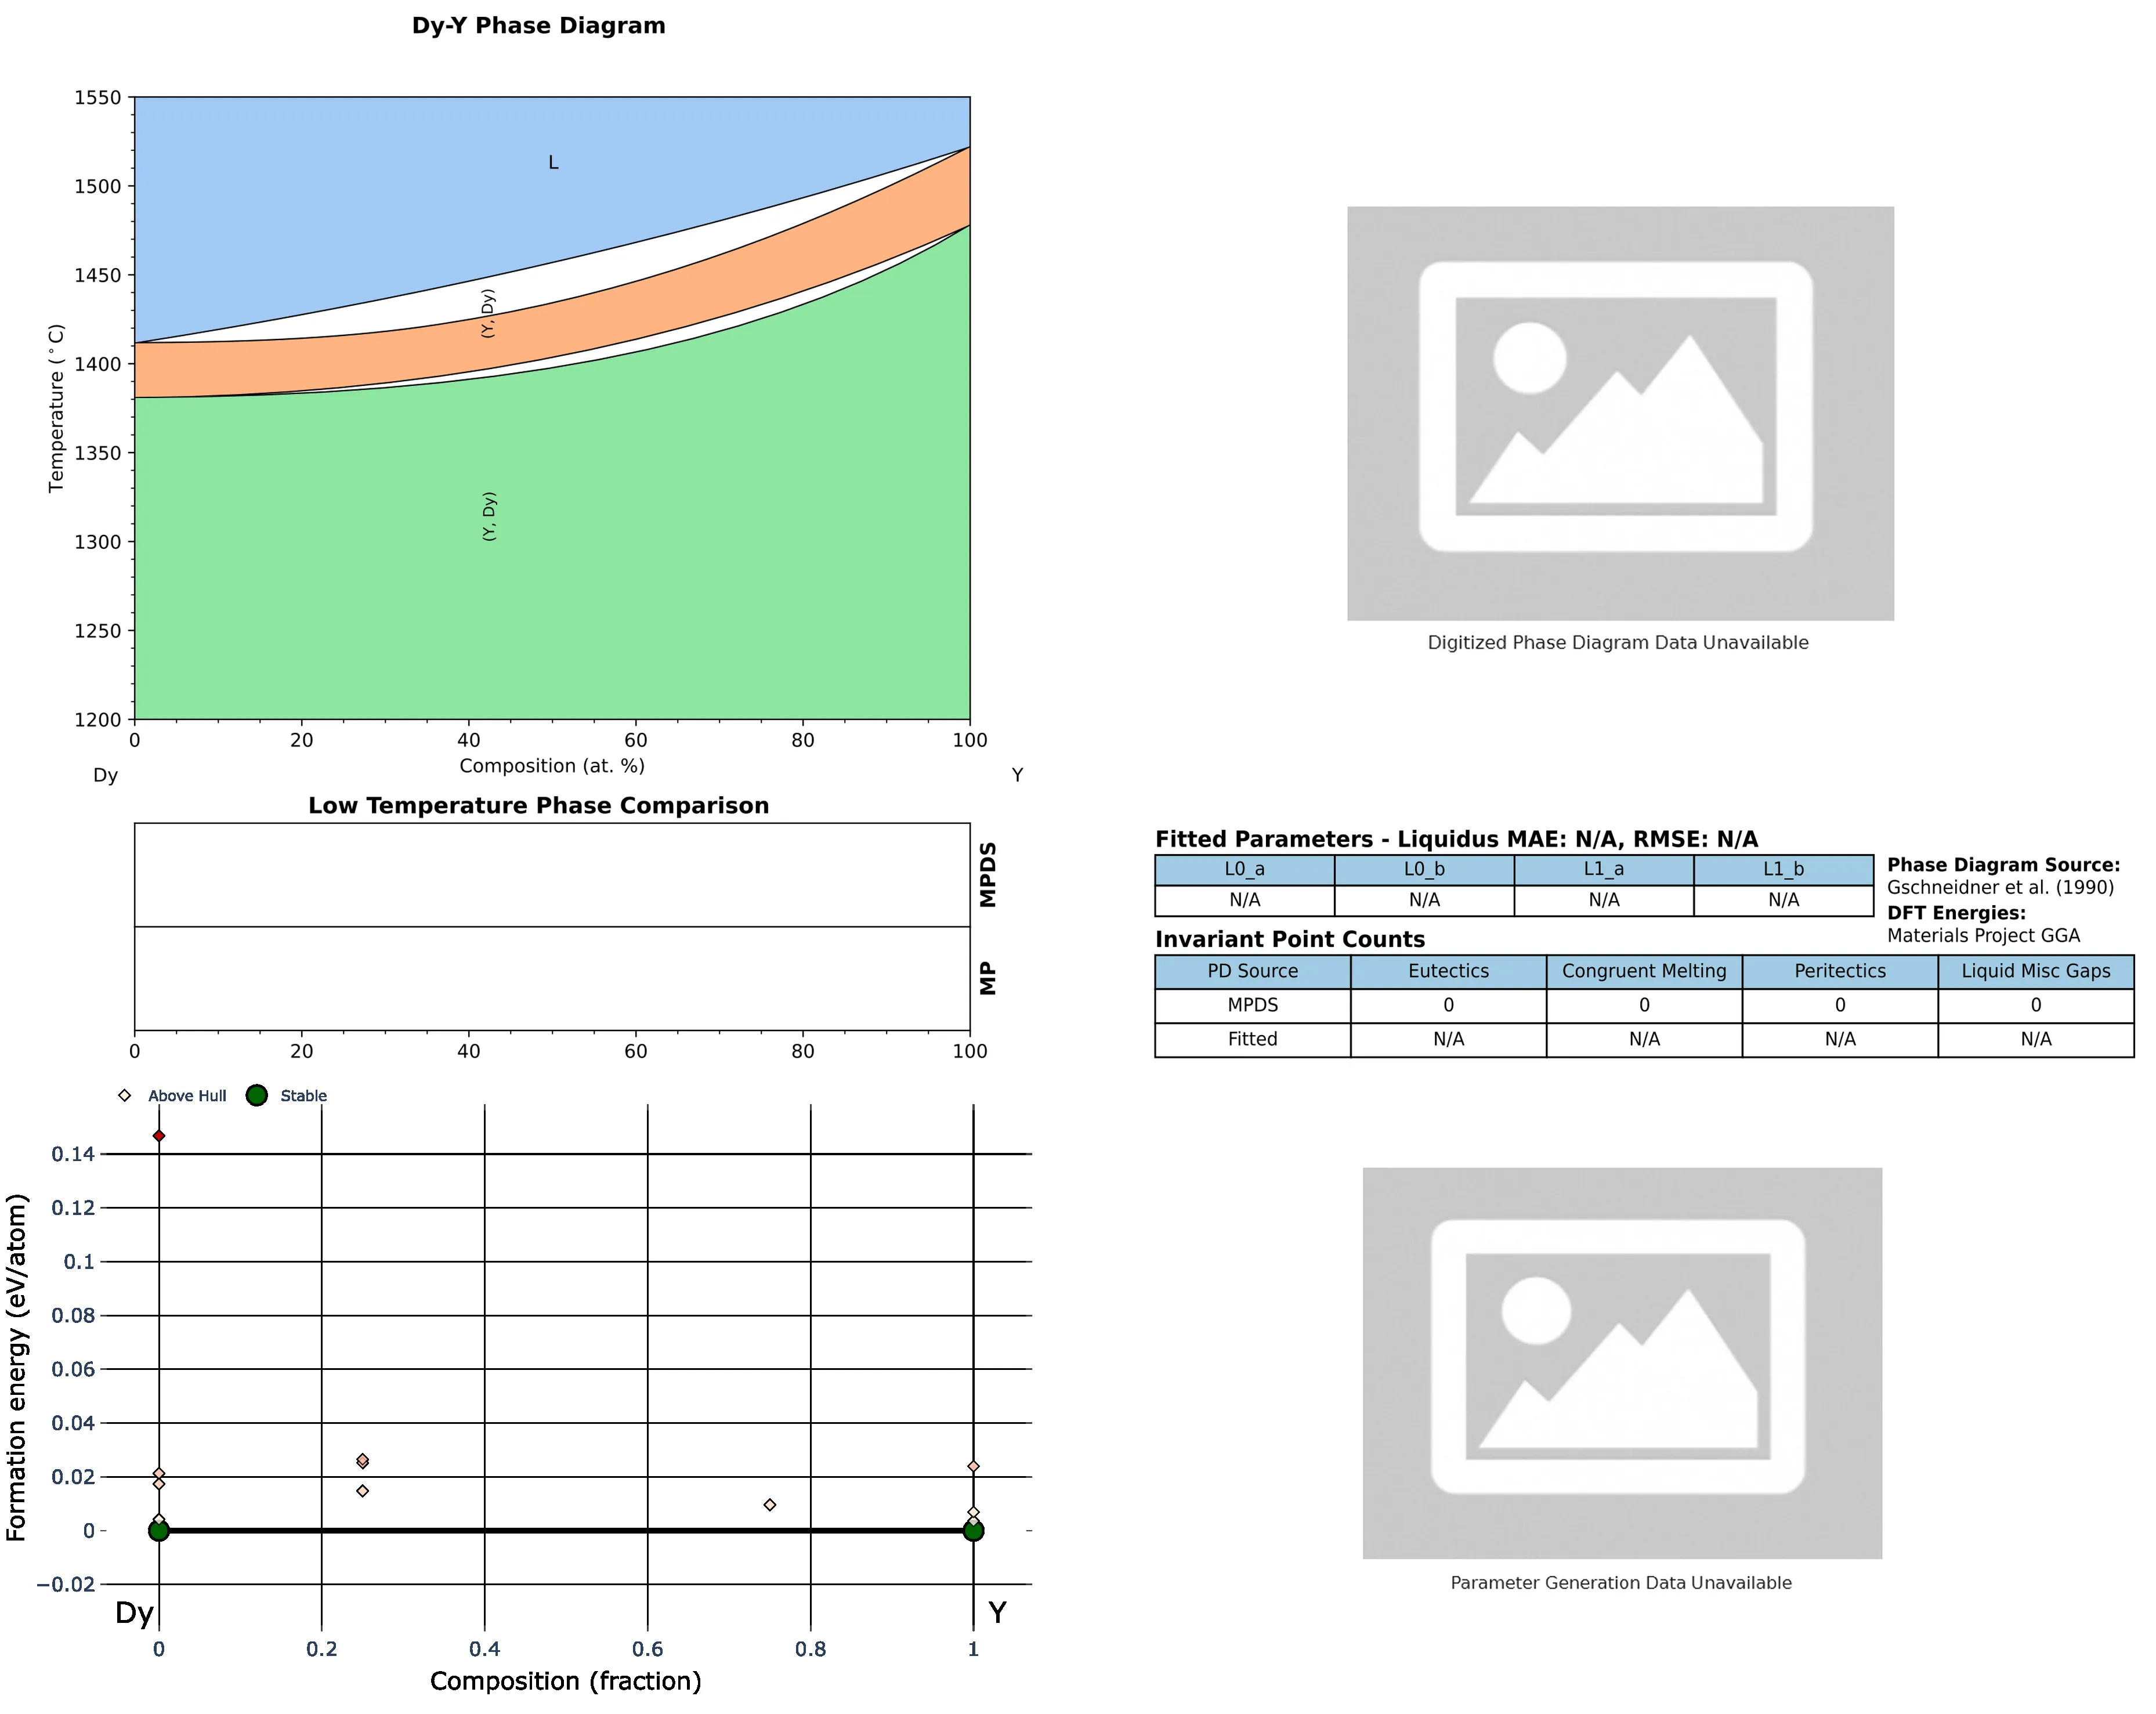 Dy-Y Phase Diagram
1550
1500
1450
1400
1350
1300
1250
1200
Temperature (°C)
L
(Y, Dy)
(Y, Dy)
0 20 40 60 80 100
Composition (at. %)
Dy Y
Digitized Phase Diagram Data Unavailable
Low Temperature Phase Comparison
MPDS
MP
0 20 40 60 80 100
Fitted Parameters - Liquidus MAE: N/A, RMSE: N/A
L0_a L0_b L1_a L1_b
N/A N/A N/A N/A
Phase Diagram Source:
Gschneidner et al. (1990)
DFT Energies:
Materials Project GGA
Invariant Point Counts
PD Source Eutectics Congruent Melting Peritectics Liquid Misc Gaps
MPDS 0 0 0 0
Fitted N/A N/A N/A N/A
Above Hull Stable
0.14
0.12
0.1
0.08
0.06
0.04
0.02
0
−0.02
Formation energy (eV/atom)
Dy Y
0 0.2 0.4 0.6 0.8 1
Composition (fraction)
Parameter Generation Data Unavailable